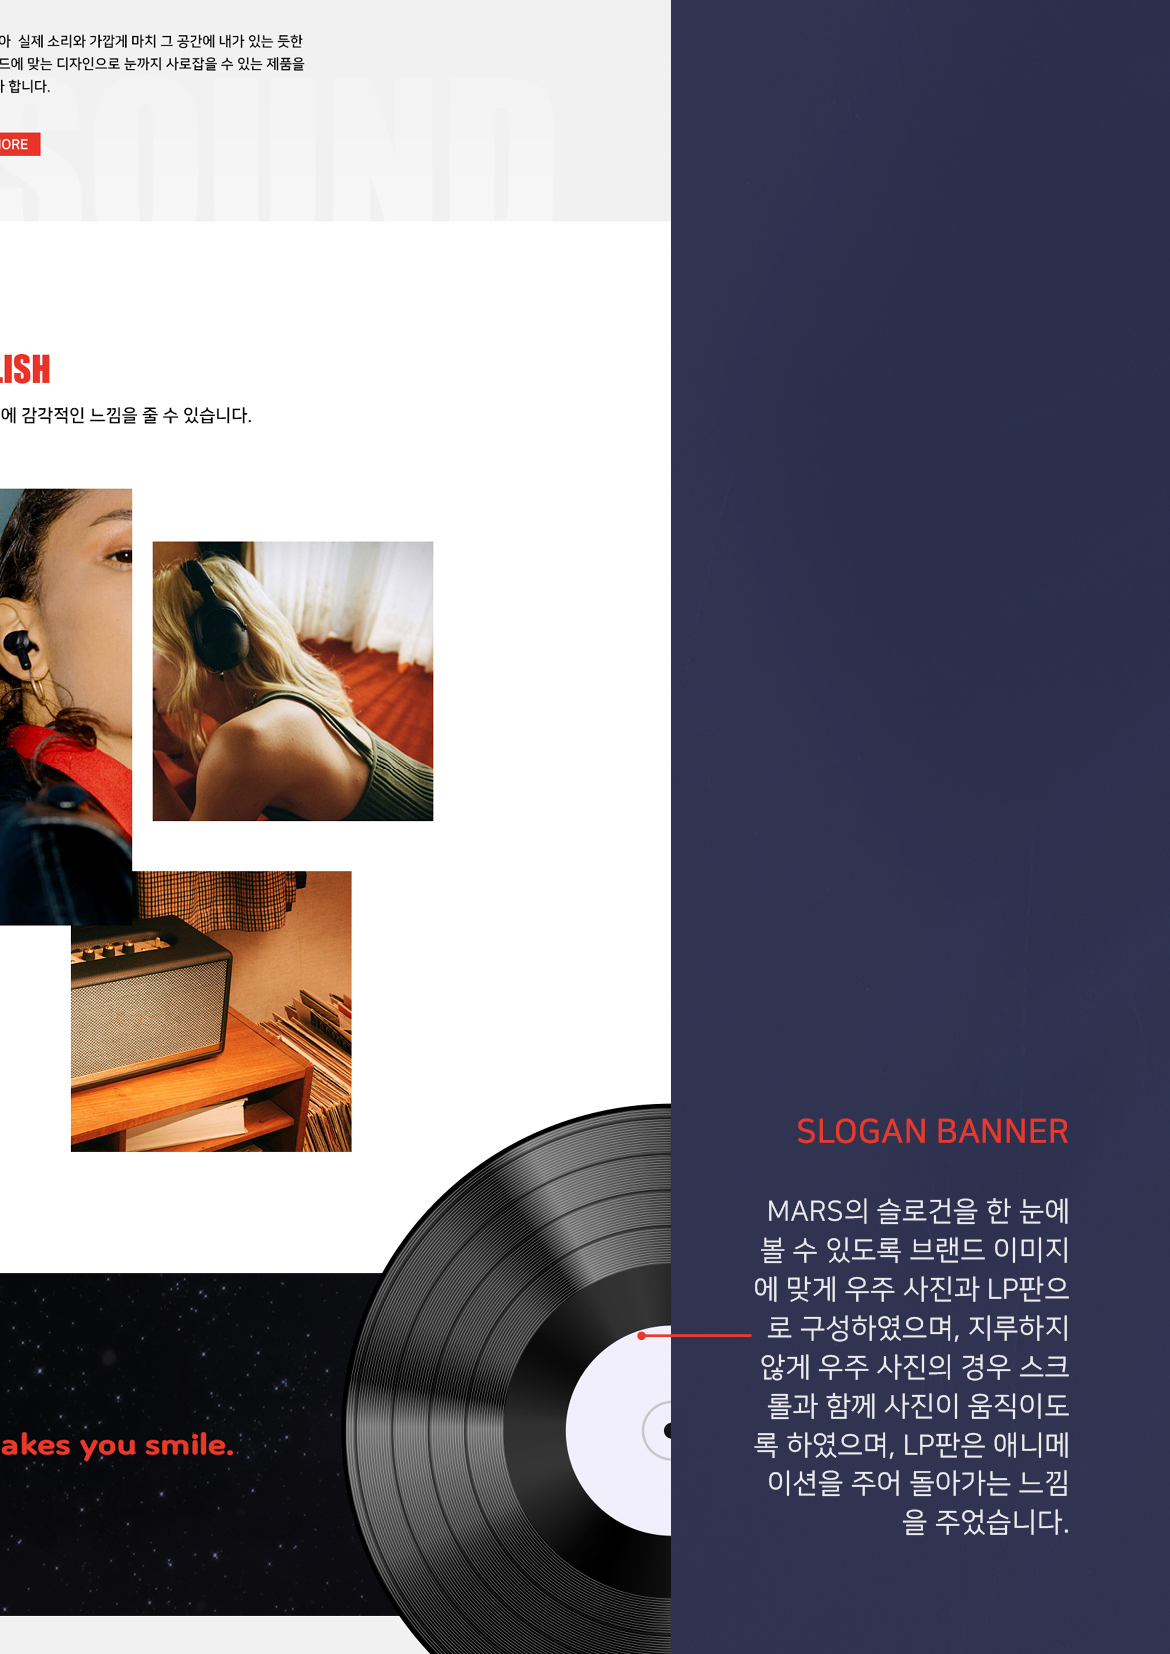 실제 소리와 가깝게 마치 그 공간에 내가 있는 듯한
맞는 디자인으로 눈까지 사로잡을 수 있는 제품을
합니다.
SOUND
감각적인 느낌을 줄 수 있습니다.
you smile.
SLOGAN BANNER
MARS의 슬로건을 한 눈에
볼 수 있도록 브랜드 이미지
에 맞게 우주 사진과 LP판으
로 구성하였으며, 지루하지
않게 우주 사진의 경우 스크
롤과 함께 사진이 움직이도
록 하였으며, LP판은 애니메
이션을 주어 돌아가는 느낌
을 주었습니다.